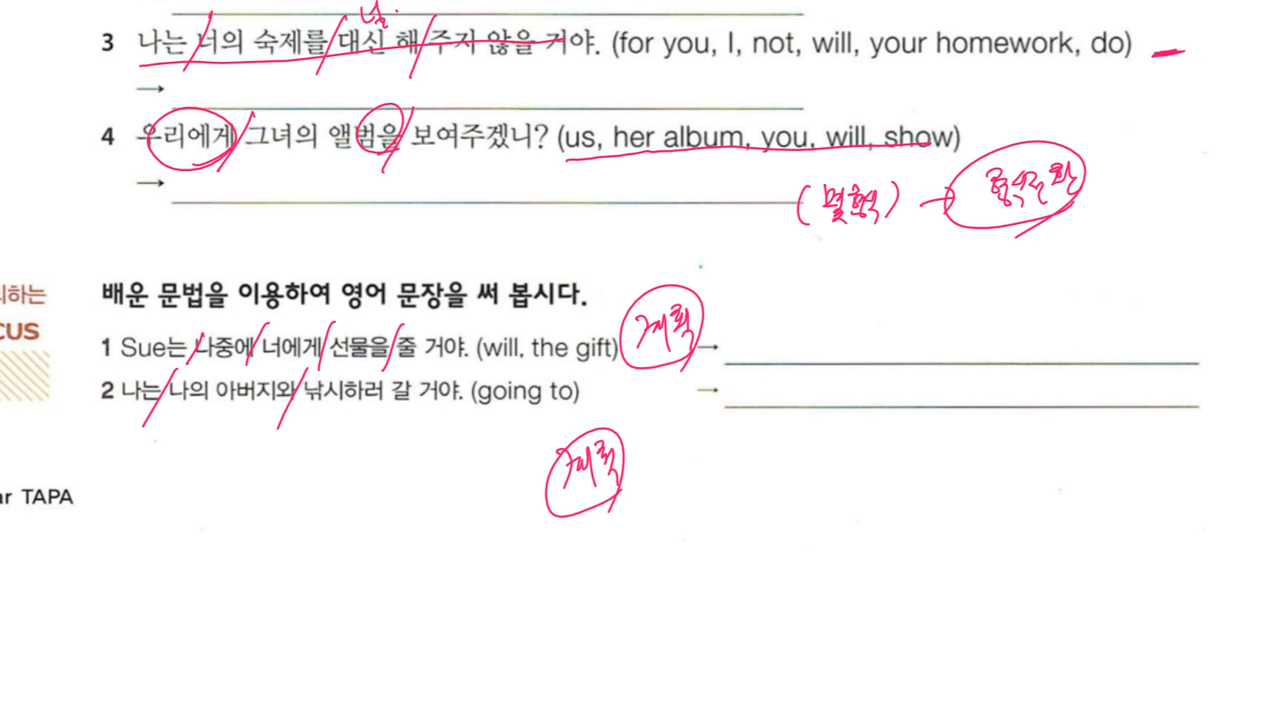 3 나는 너의 숙제를 대신 해 주지 않을 거야. (for you, I, not, will, your homework, do)
→
4 우리에게 그녀의 앨범을 보여주겠니? (us, her album, you, will, show)
→
배운 문법을 이용하여 영어 문장을 써 봅시다.
하는
CUS
1 Sue는 나중에 너에게 선물을 줄 거야. (will, the gift) 계획 →
2 나는 나의 아버지와 낚시하러 갈 거야. (going to) →
계획
ar TAPA